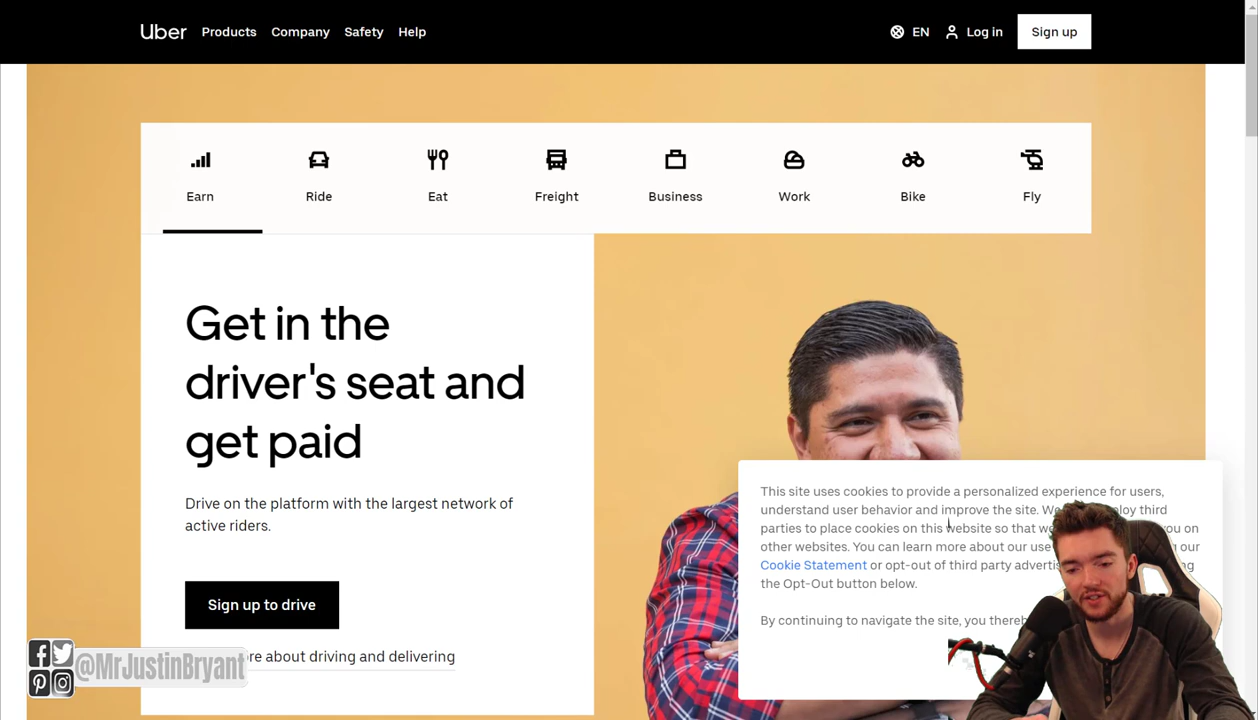 Uber Products Company Safety Help EN Log in Sign up
Earn Ride Eat Freight Business Work Bike Fly
Get in the
driver's seat and
get paid
Drive on the platform with the largest network of
active riders.
Sign up to drive
about driving and delivering
This site uses cookies to provide a personalized experience for users,
understand user behavior and improve the site.
parties to place cookies on this website so that you on
other websites. You can learn more about our use our
Cookie Statement or opt-out of third party
the Opt-Out button below.
By continuing to navigate the site, you
@MrJustinBryant